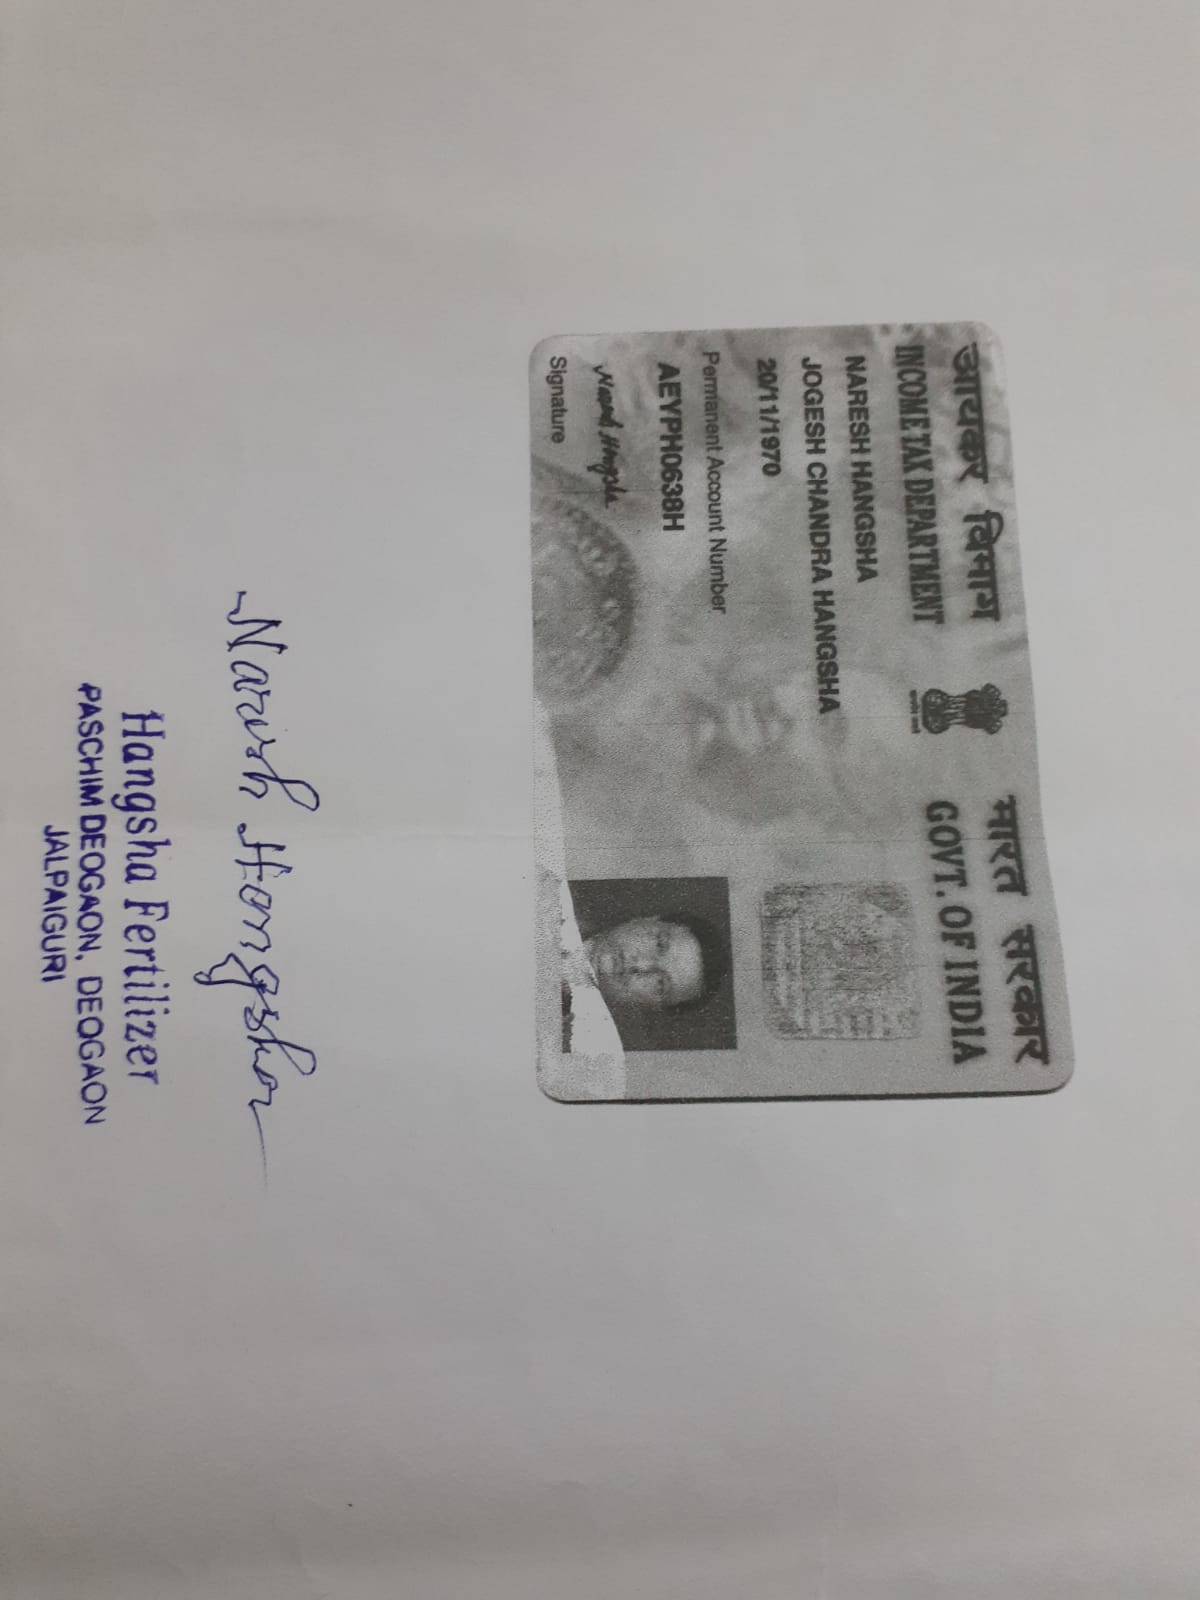 आयकर विभाग भारत सरकार
INCOME TAX DEPARTMENT GOVT. OF INDIA
NARESH HANGSHA
JOGESH CHANDRA HANGSHA
20/11/1970
Permanent Account Number
AEYPH0638H
Signature
Naresh Hangsha
Hangsha Fertilizer
PASCHIM DEOGAON, DEOGAON
JALPAIGURI